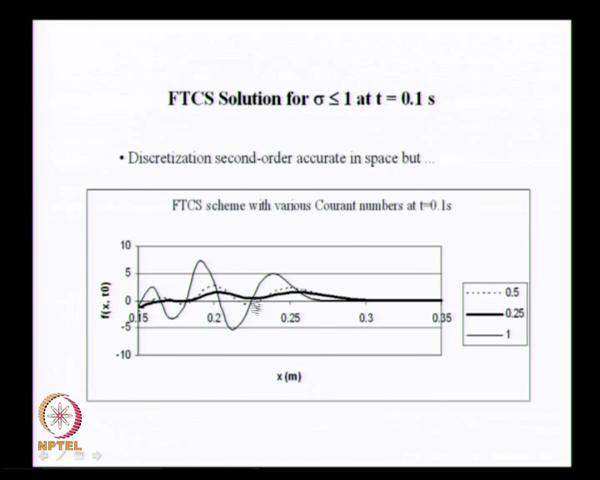 FTCS Solution for σ ≤ 1 at t = 0.1 s
• Discretization second-order accurate in space but ...
FTCS scheme with various Courant numbers at t=0.1s
10
5
0
-5
-10
f(x, t0)
0.15
0.2
0.25
0.3
0.35
x (m)
0.5
0.25
1
NPTEL